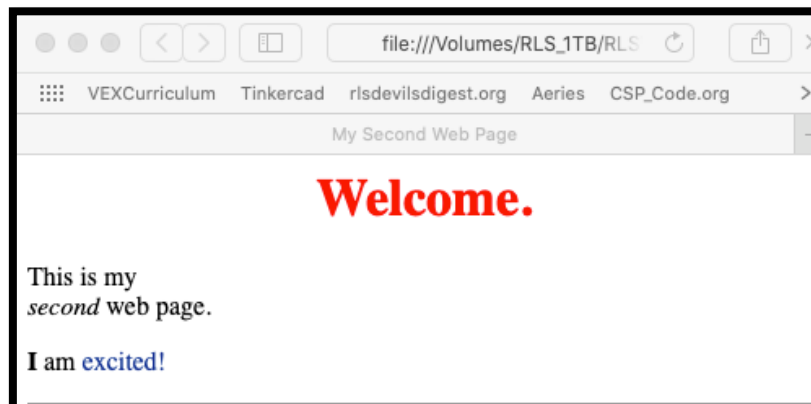 file:///Volumes/RLS_1TB/RLS
VEXCurriculum Tinkercad rlsdevilsdigest.org Aeries CSP_Code.org
My Second Web Page
Welcome.
This is my
second web page.
I am excited!